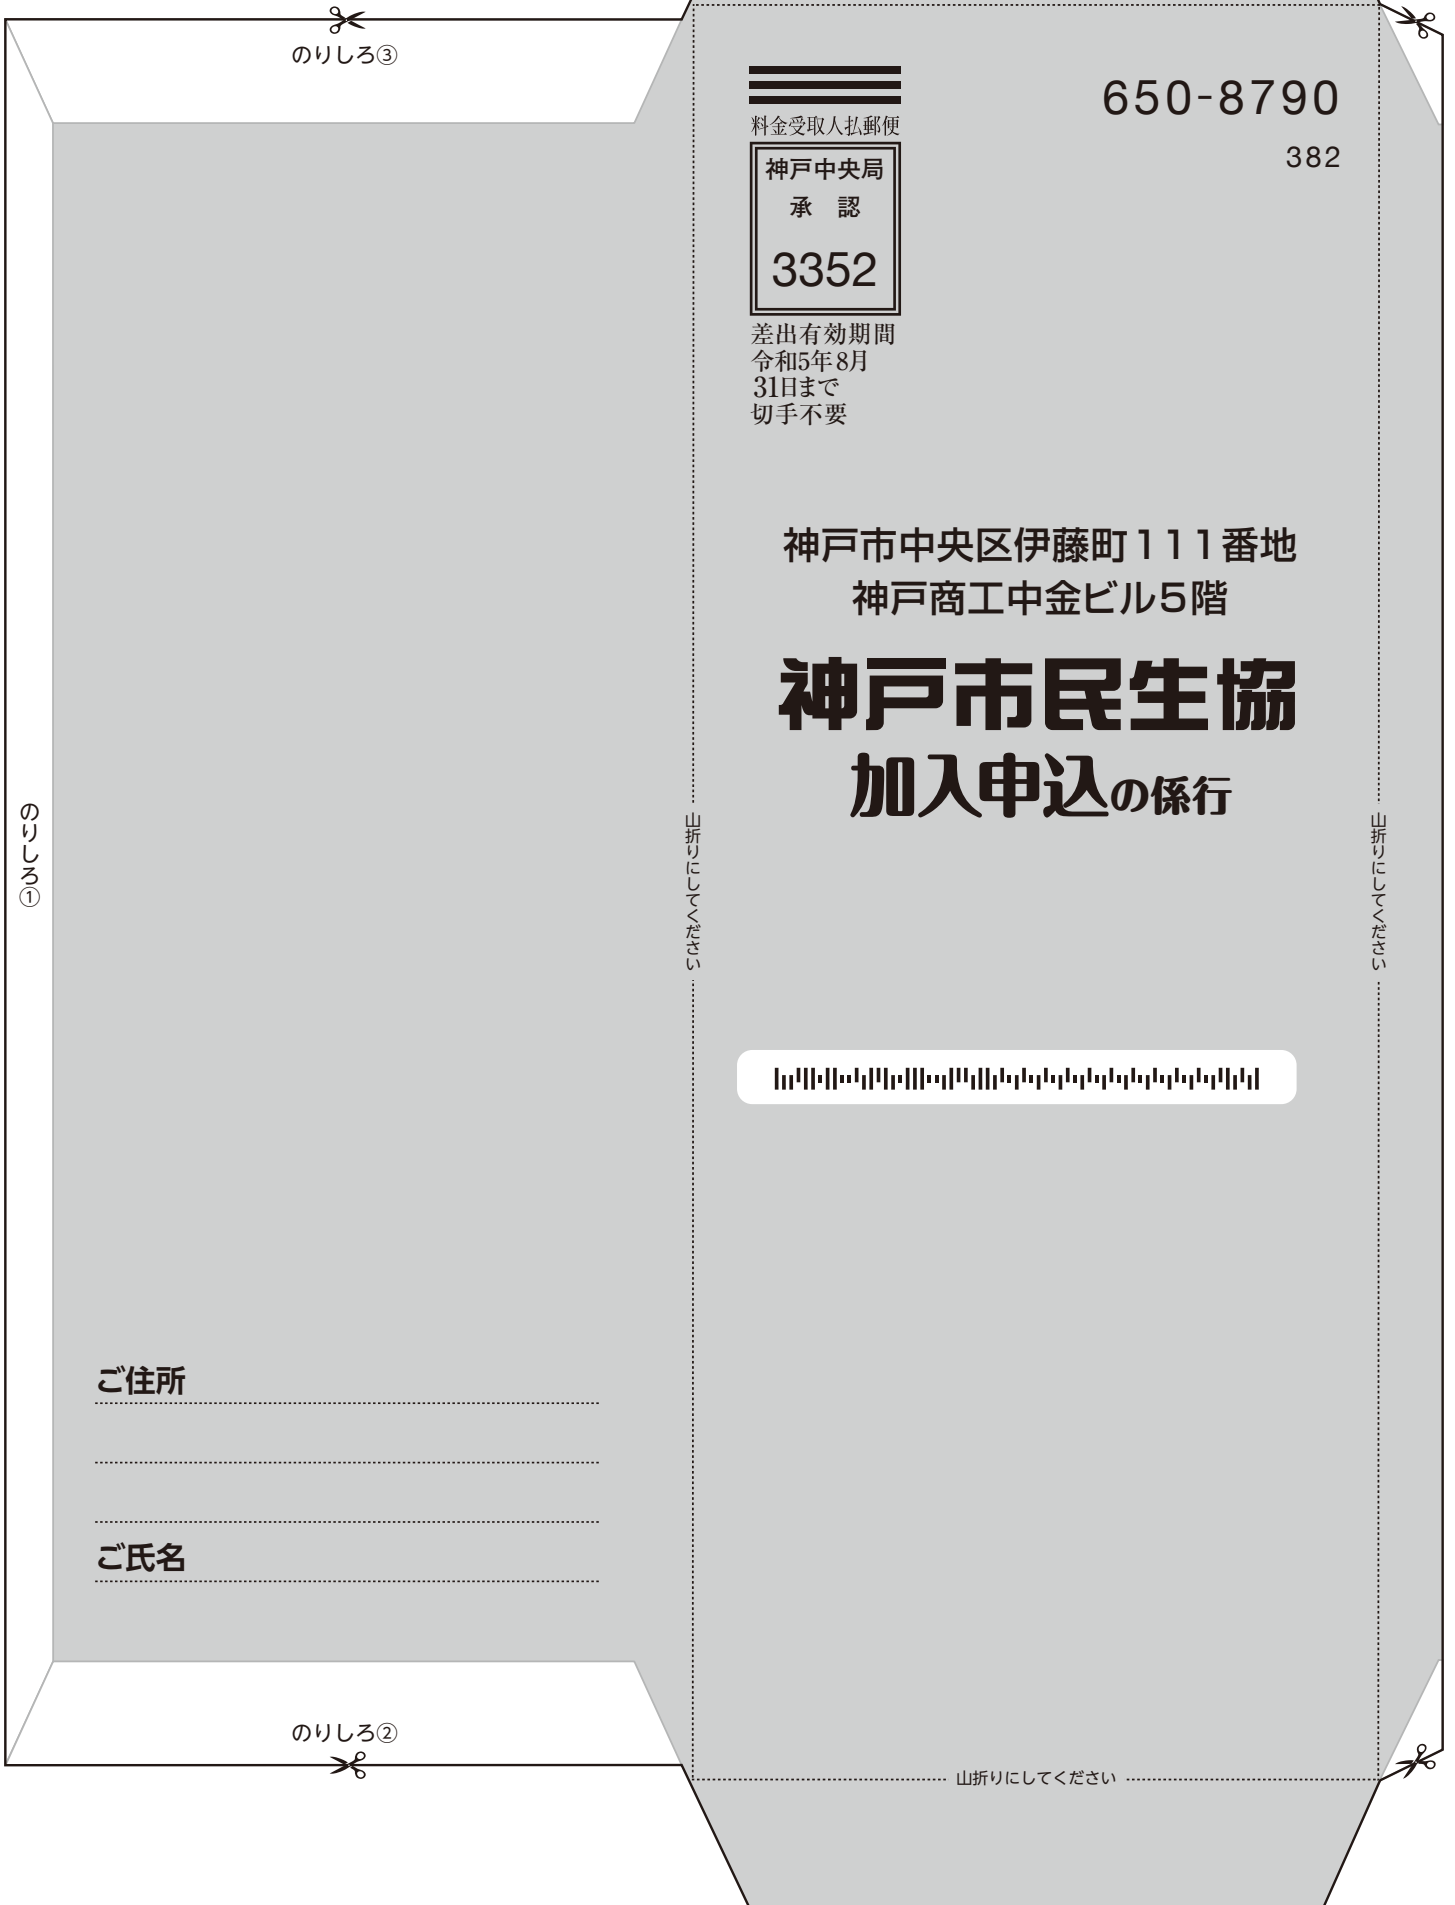 のりしろ③
650-8790
382
料金受取人払郵便
神戸中央局
承 認
3352
差出有効期間
令和5年8月
31日まで
切手不要
神戸市中央区伊藤町111番地
神戸商工中金ビル5階
神戸市民生協
加入申込の係行
のりしろ①
山折りにしてください
山折りにしてください
ご住所
ご氏名
のりしろ②
山折りにしてください